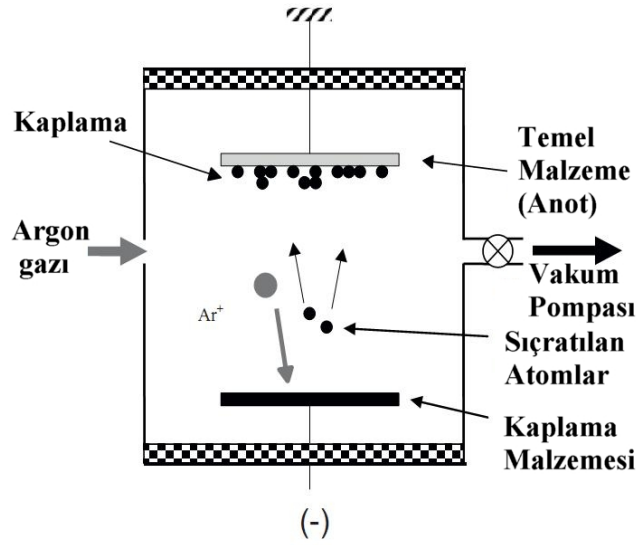 Kaplama
Temel
Malzeme
(Anot)
Argon
gazı
Vakum
Pompası
Ar+
Sıçratılan
Atomlar
Kaplama
Malzemesi
(-)